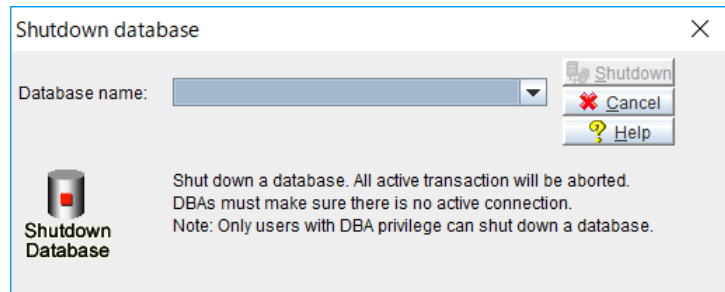 Shutdown database
Database name:
Shutdown
Cancel
Help
Shutdown
Database
Shut down a database. All active transaction will be aborted.
DBAs must make sure there is no active connection.
Note: Only users with DBA privilege can shut down a database.